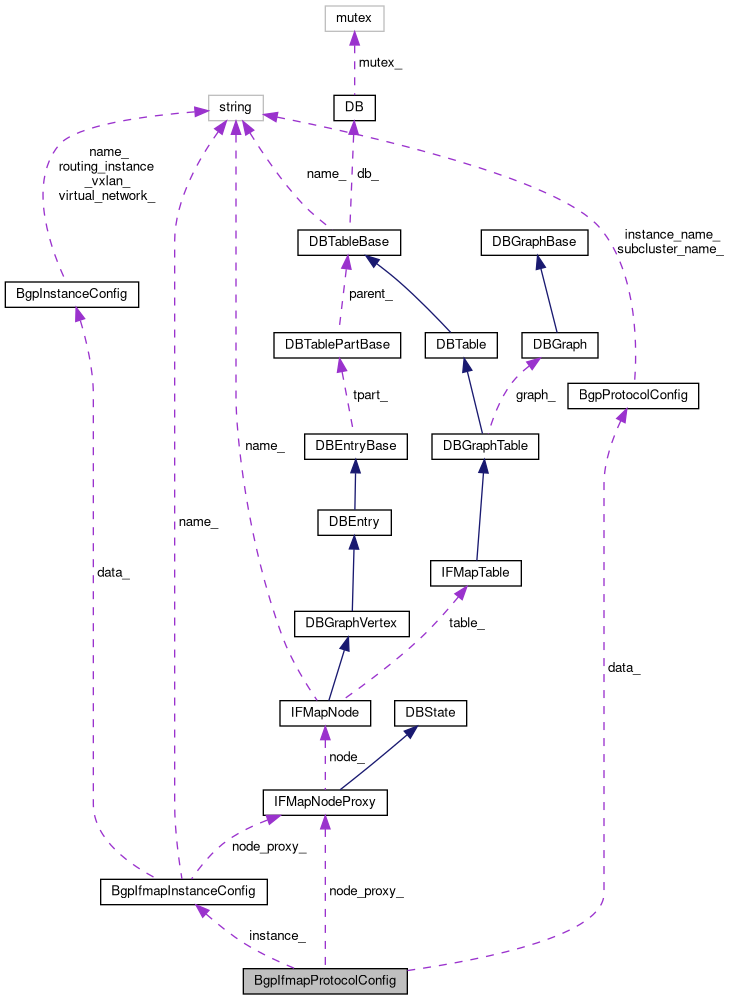 mutex
mutex_
string
DB
name_
routing_instance
_vxlan_
virtual_network_
name_
db_
instance_name_
subcluster_name_
DBTableBase
DBGraphBase
BgpInstanceConfig
parent_
DBTablePartBase
DBTable
DBGraph
tpart_
graph_
BgpProtocolConfig
name_
DBEntryBase
DBGraphTable
name_
DBEntry
data_
IFMapTable
DBGraphVertex
table_
data_
IFMapNode
DBState
node_
IFMapNodeProxy
node_proxy_
BgpIfmapInstanceConfig
node_proxy_
instance_
BgpIfmapProtocolConfig